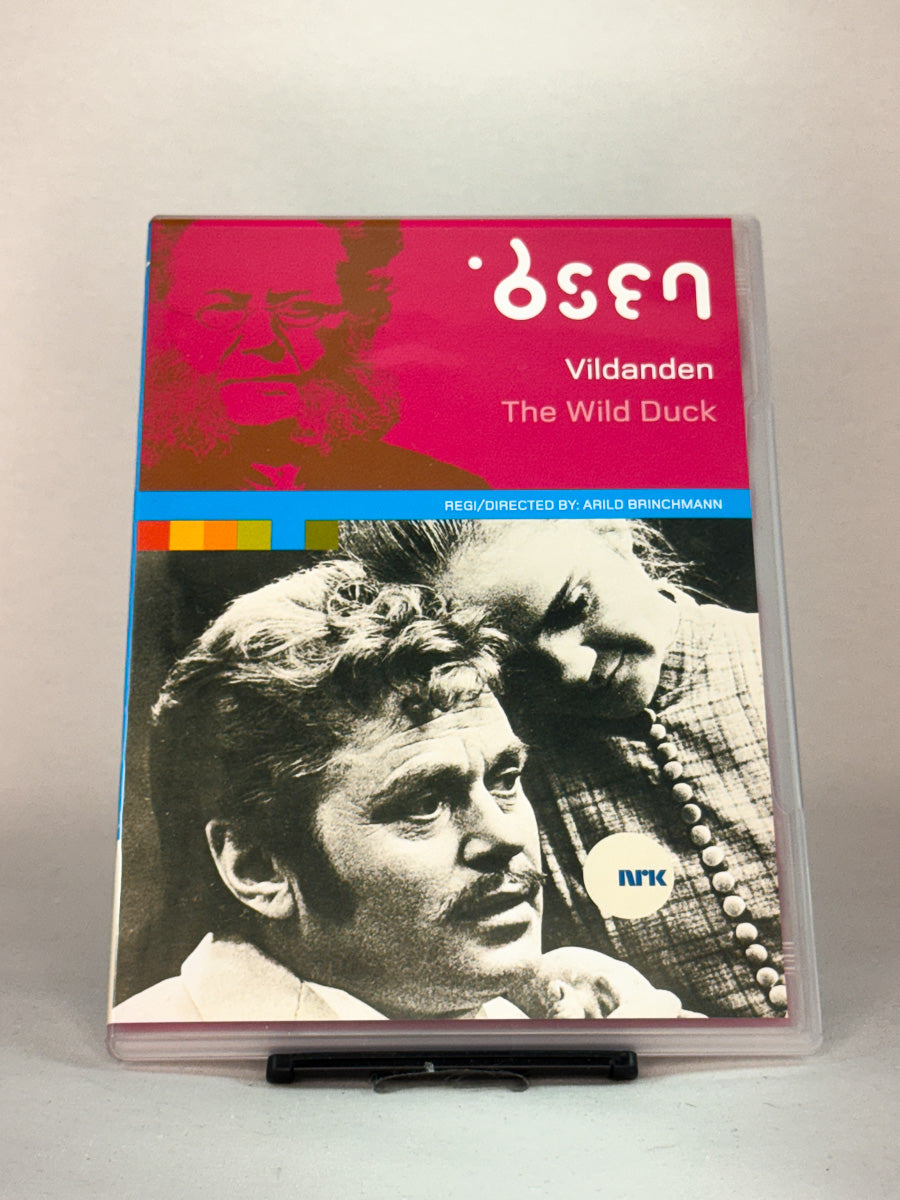 ibsen
Vildanden
The Wild Duck
REGI/DIRECTED BY: ARILD BRINCHMANN
NRK